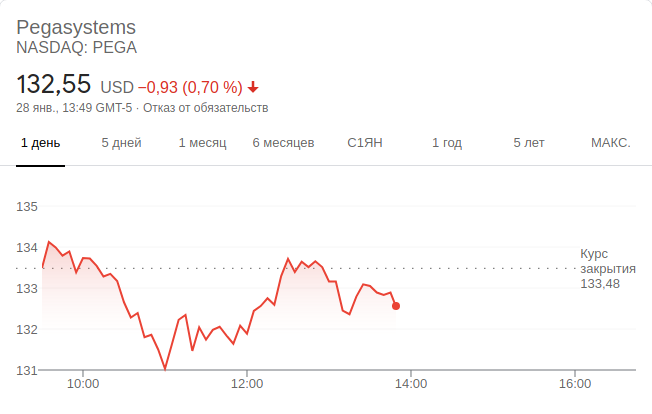 Pegasystems
NASDAQ: PEGA
132,55 USD −0,93 (0,70 %)
28 янв., 13:49 GMT-5 · Отказ от обязательств
1 день 5 дней 1 месяц 6 месяцев С1ЯН 1 год 5 лет МАКС.
135
134
Курс
закрытия
133,48
133
132
131
10:00 12:00 14:00 16:00